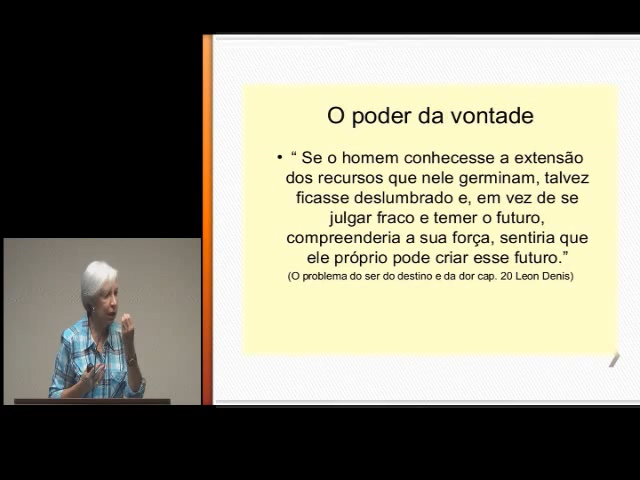 O poder da vontade
• “ Se o homem conhecesse a extensão
dos recursos que nele germinam, talvez
ficasse deslumbrado e, em vez de se
julgar fraco e temer o futuro,
compreenderia a sua força, sentiria que
ele próprio pode criar esse futuro.”
(O problema do ser do destino e da dor cap. 20 Leon Denis)